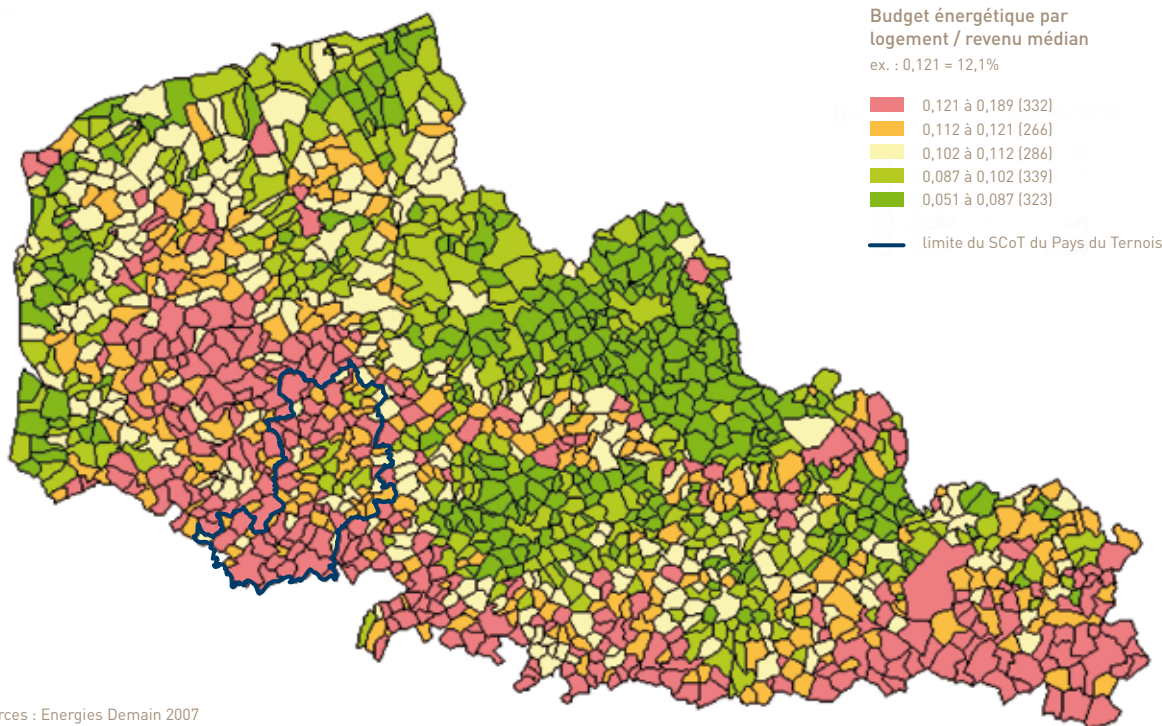 Budget énergétique par
logement / revenu médian
ex. : 0,121 = 12,1%
0,121 à 0,189 (332)
0,112 à 0,121 (266)
0,102 à 0,112 (286)
0,087 à 0,102 (339)
0,051 à 0,087 (323)
limite du SCoT du Pays du Ternois
rces : Energies Demain 2007